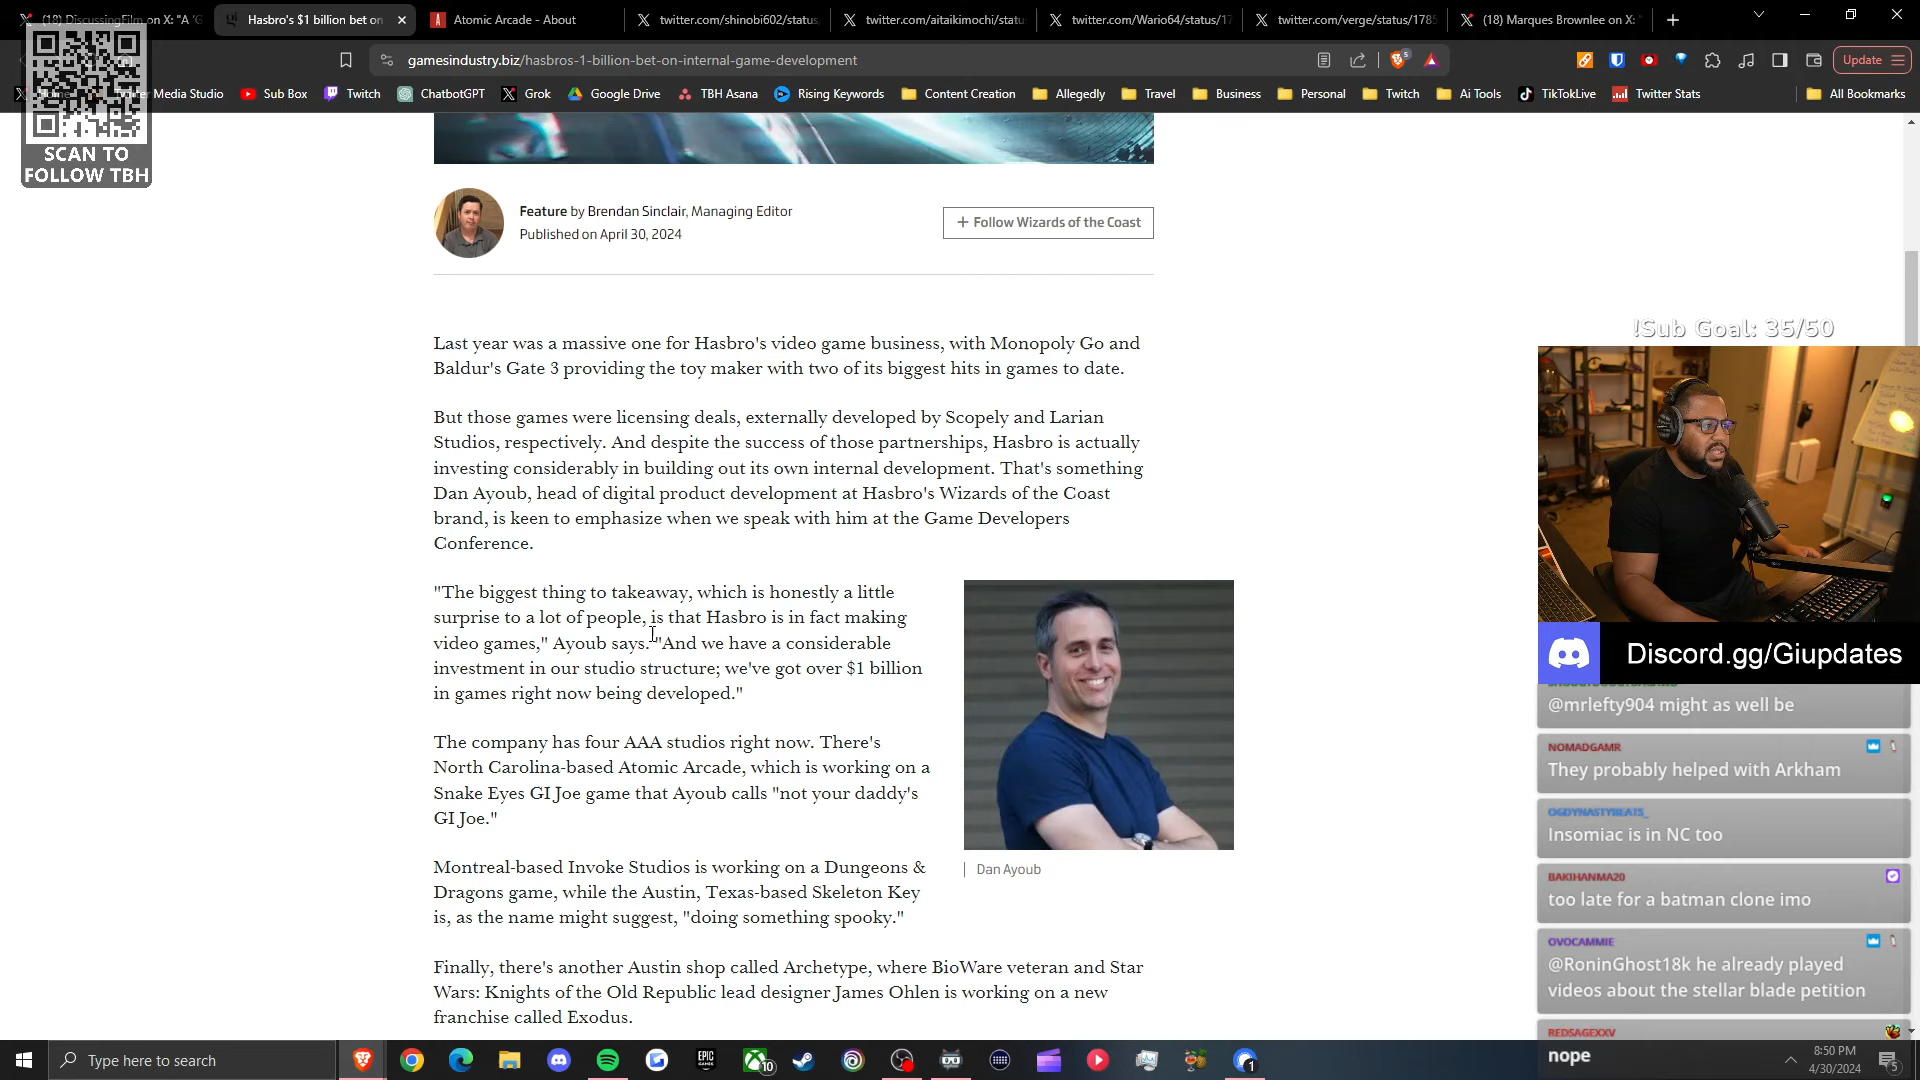 (18) DiscussingFilm on X: "A 'G
Hasbro's $1 billion bet on
Atomic Arcade - About
twitter.com/shinobi602/status
twitter.com/aitaikimochi/statu
twitter.com/Wario64/status/17
twitter.com/verge/status/1785
(18) Marques Brownlee on X: "
gamesindustry.biz/hasbros-1-billion-bet-on-internal-game-development
5
Update
Twitter Media Studio
Sub Box
Twitch
ChatbotGPT
Grok
Google Drive
TBH Asana
Rising Keywords
Content Creation
Allegedly
Travel
Business
Personal
Twitch
Ai Tools
TikTokLive
Twitter Stats
All Bookmarks
SCAN TO
FOLLOW TBH
Feature by Brendan Sinclair, Managing Editor
Published on April 30, 2024
+ Follow Wizards of the Coast
Last year was a massive one for Hasbro's video game business, with Monopoly Go and
Baldur's Gate 3 providing the toy maker with two of its biggest hits in games to date.
But those games were licensing deals, externally developed by Scopely and Larian
Studios, respectively. And despite the success of those partnerships, Hasbro is actually
investing considerably in building out its own internal development. That's something
Dan Ayoub, head of digital product development at Hasbro's Wizards of the Coast
brand, is keen to emphasize when we speak with him at the Game Developers
Conference.
"The biggest thing to takeaway, which is honestly a little
surprise to a lot of people, is that Hasbro is in fact making
video games," Ayoub says. "And we have a considerable
investment in our studio structure; we've got over $1 billion
in games right now being developed."
The company has four AAA studios right now. There's
North Carolina-based Atomic Arcade, which is working on a
Snake Eyes GI Joe game that Ayoub calls "not your daddy's
GI Joe."
Dan Ayoub
Montreal-based Invoke Studios is working on a Dungeons &
Dragons game, while the Austin, Texas-based Skeleton Key
is, as the name might suggest, "doing something spooky."
Finally, there's another Austin shop called Archetype, where BioWare veteran and Star
Wars: Knights of the Old Republic lead designer James Ohlen is working on a new
franchise called Exodus.
!Sub Goal: 35/50
Discord.gg/Giupdates
@mrlefty904 might as well be
NOMADGAMR
They probably helped with Arkham
OGDYNASTYBEATS_
Insomiac is in NC too
BAKIHANMA20
too late for a batman clone imo
OVOCAMMIE
@RoninGhost18k he already played
videos about the stellar blade petition
REDSAGEXXV
nope
Type here to search
EPIC
GAMES
10
1
8:50 PM
4/30/2024
5